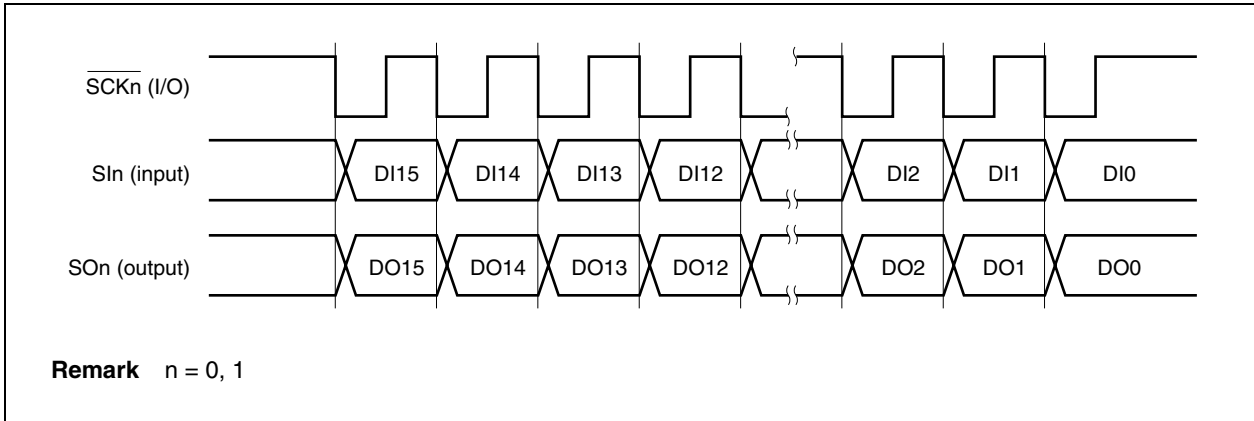 S̅C̅K̅n̅ (I/O)
SIn (input) DI15 DI14 DI13 DI12 DI2 DI1 DI0
SOn (output) DO15 DO14 DO13 DO12 DO2 DO1 DO0
Remark n = 0, 1